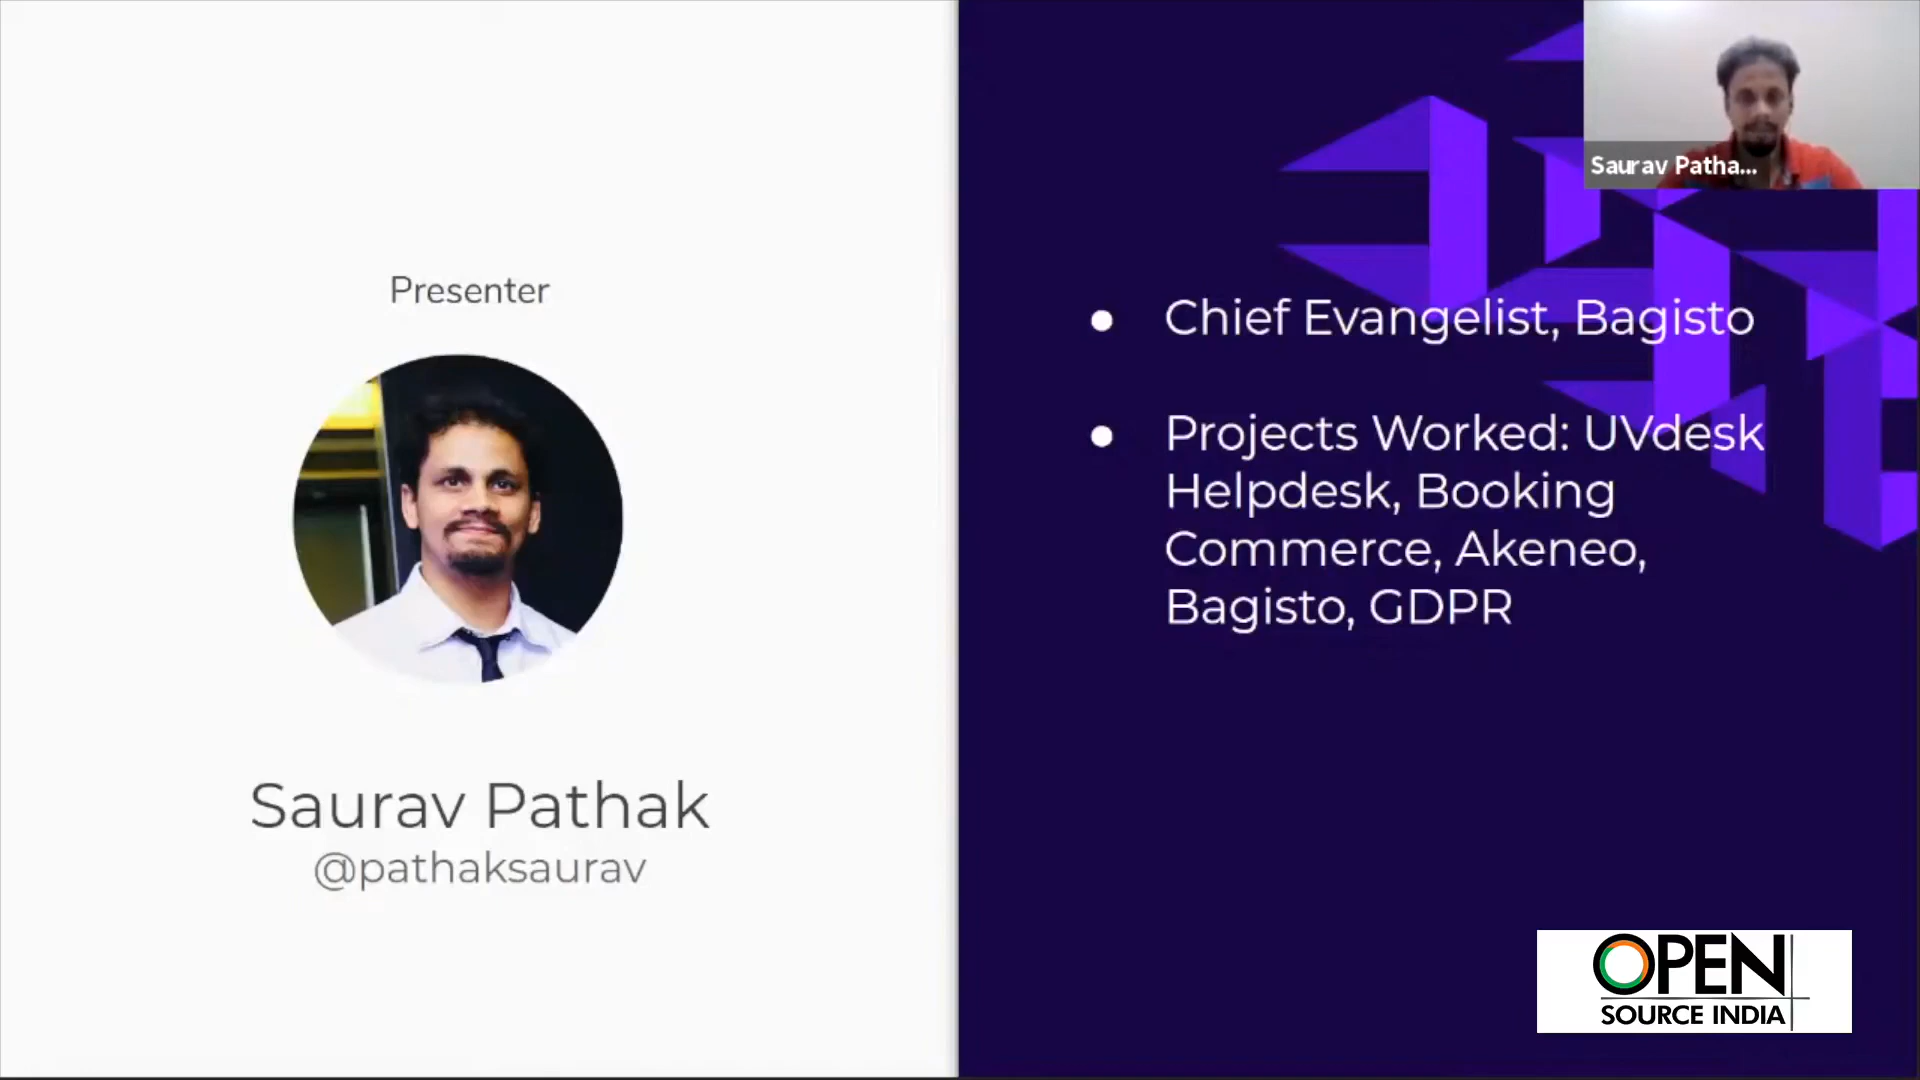 Presenter
Saurav Pathak
@pathaksaurav
Saurav Patha...
● Chief Evangelist, Bagisto
● Projects Worked: UVdesk
Helpdesk, Booking
Commerce, Akeneo,
Bagisto, GDPR
OPEN
SOURCE INDIA